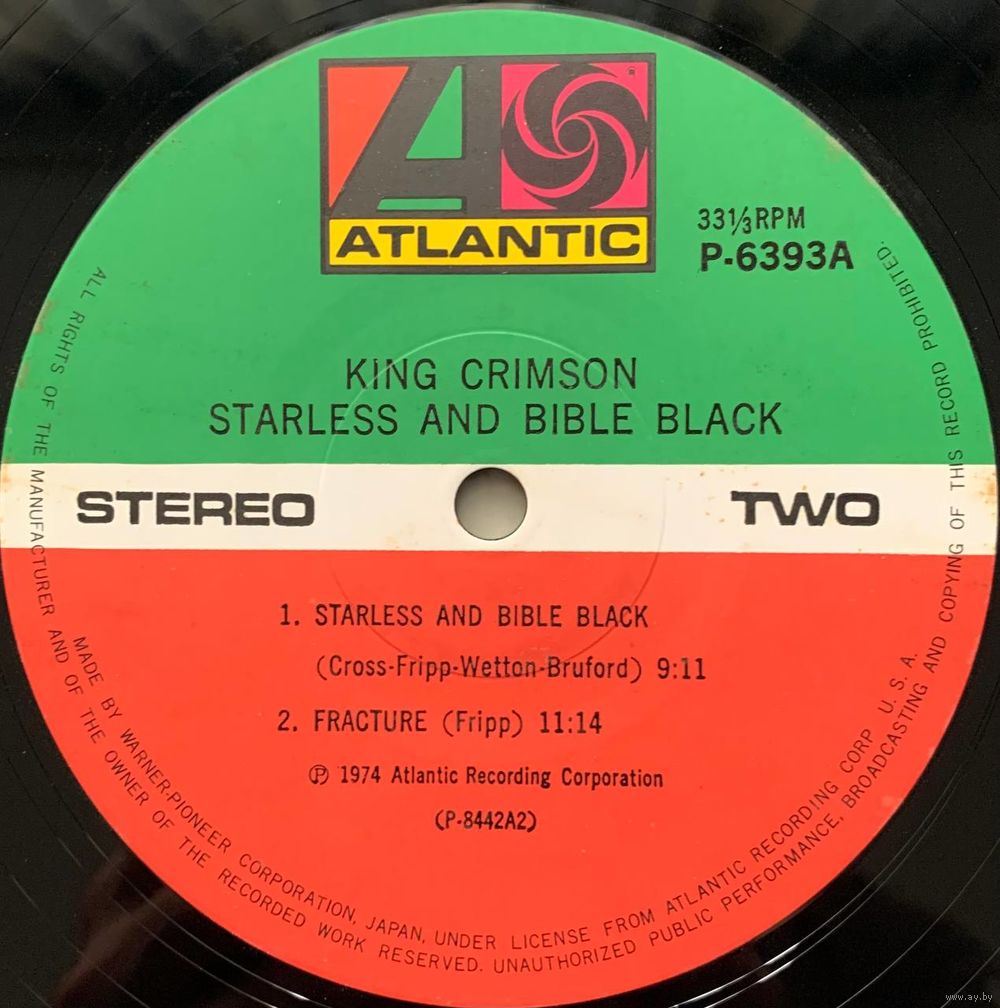 ATLANTIC
33⅓RPM
P-6393A
KING CRIMSON
STARLESS AND BIBLE BLACK
STEREO
TWO
1. STARLESS AND BIBLE BLACK
(Cross-Fripp-Wetton-Bruford) 9:11
2. FRACTURE (Fripp) 11:14
Ⓟ 1974 Atlantic Recording Corporation
(P-8442A2)
MADE BY WARNER-PIONEER CORPORATION, JAPAN, UNDER LICENSE FROM ATLANTIC RECORDING CORP U. S. A.
ALL RIGHTS OF THE MANUFACTURER AND OF THE OWNER OF THE RECORDED WORK RESERVED. UNAUTHORIZED PUBLIC PERFORMANCE, BROADCASTING AND COPYING OF THIS RECORD PROHIBITED.
www.ay.by